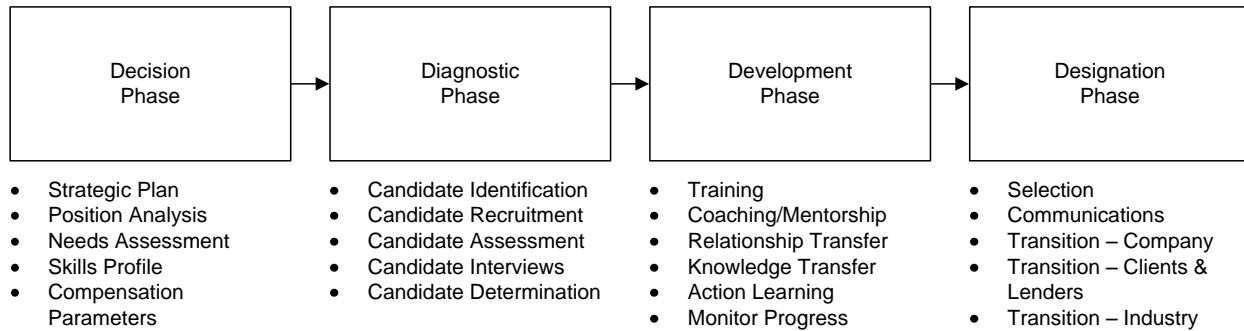 Decision
Phase
Diagnostic
Phase
Development
Phase
Designation
Phase
• Strategic Plan
• Position Analysis
• Needs Assessment
• Skills Profile
• Compensation
Parameters
• Candidate Identification
• Candidate Recruitment
• Candidate Assessment
• Candidate Interviews
• Candidate Determination
• Training
• Coaching/Mentorship
• Relationship Transfer
• Knowledge Transfer
• Action Learning
• Monitor Progress
• Selection
• Communications
• Transition – Company
• Transition – Clients &
Lenders
• Transition – Industry